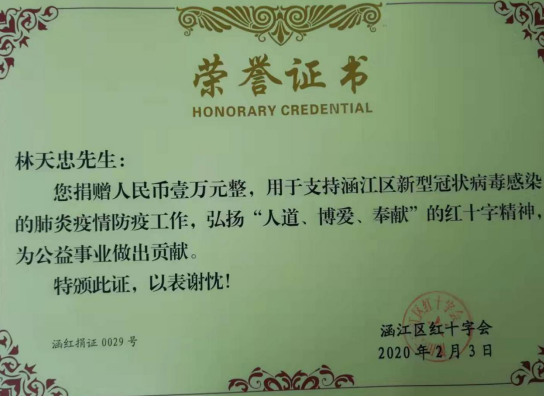 荣誉证书
HONORARY CREDENTIAL
林天忠先生:
您捐赠人民币壹万元整，用于支持涵江区新型冠状病毒感染
的肺炎疫情防疫工作，弘扬“人道、博爱、奉献”的红十字精神，
为公益事业做出贡献。
特颁此证，以表谢忱!
涵江区红十字会
涵红捐证 0029 号
2020 年 2 月 3 日